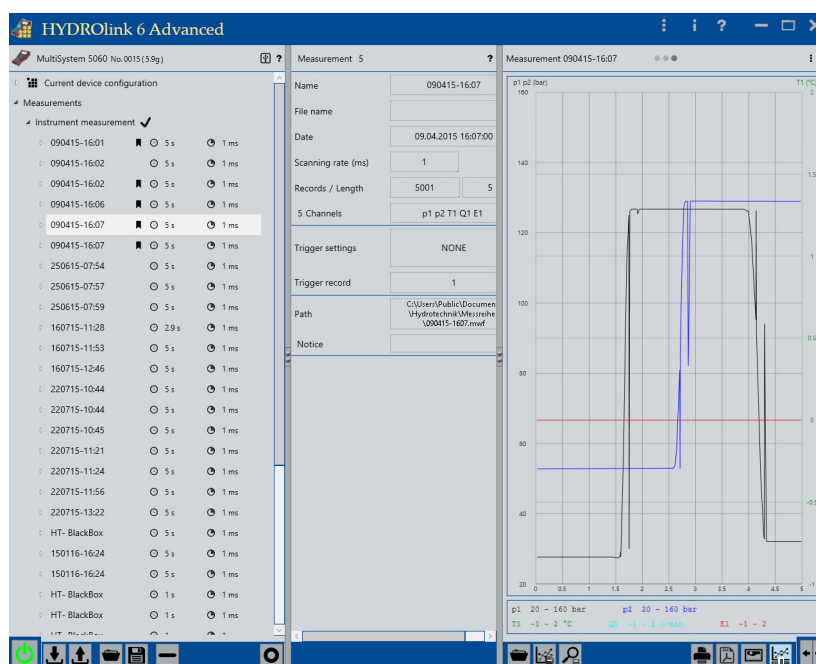 HYDROlink 6 Advanced
MultiSystem 5060 No.0015 (5.9g)
Current device configuration
Measurements
Instrument measurement
090415-16:01 5 s 1 ms
090415-16:02 5 s 1 ms
090415-16:02 5 s 1 ms
090415-16:06 5 s 1 ms
090415-16:07 5 s 1 ms
090415-16:07 5 s 1 ms
250615-07:54 5 s 1 ms
250615-07:57 5 s 1 ms
250615-07:59 5 s 1 ms
160715-11:28 2.9 s 1 ms
160715-11:53 5 s 1 ms
160715-12:46 5 s 1 ms
220715-10:44 5 s 1 ms
220715-10:44 5 s 1 ms
220715-10:45 5 s 1 ms
220715-11:21 5 s 1 ms
220715-11:24 5 s 1 ms
220715-11:56 5 s 1 ms
220715-13:22 5 s 1 ms
HT- BlackBox 5 s 1 ms
150116-16:24 5 s 1 ms
150116-16:24 5 s 1 ms
HT- BlackBox 1 s 1 ms
HT- BlackBox 1 s 1 ms
Measurement 5 ?
Name 090415-16:07
File name
Date 09.04.2015 16:07:00
Scanning rate (ms) 1
Records / Length 5001 5
5 Channels p1 p2 T1 Q1 E1
Trigger settings NONE
Trigger record 1
Path C:\Users\Public\Documen
\Hydrotechnik\Messreihe
\090415-1607.mwf
Notice
Measurement 090415-16:07
p1 p2 (bar) T1 (°C)
160 2
140
1.5
120
1
100
0.5
80
0
60
-0.5
40
20 -1
0 0.5 1 1.5 2 2.5 3 3.5 4 4.5 5
p1 20 - 160 bar p2 20 - 160 bar
T1 -1 - 2 °C Q1 -1 - 2 l/min E1 -1 - 2